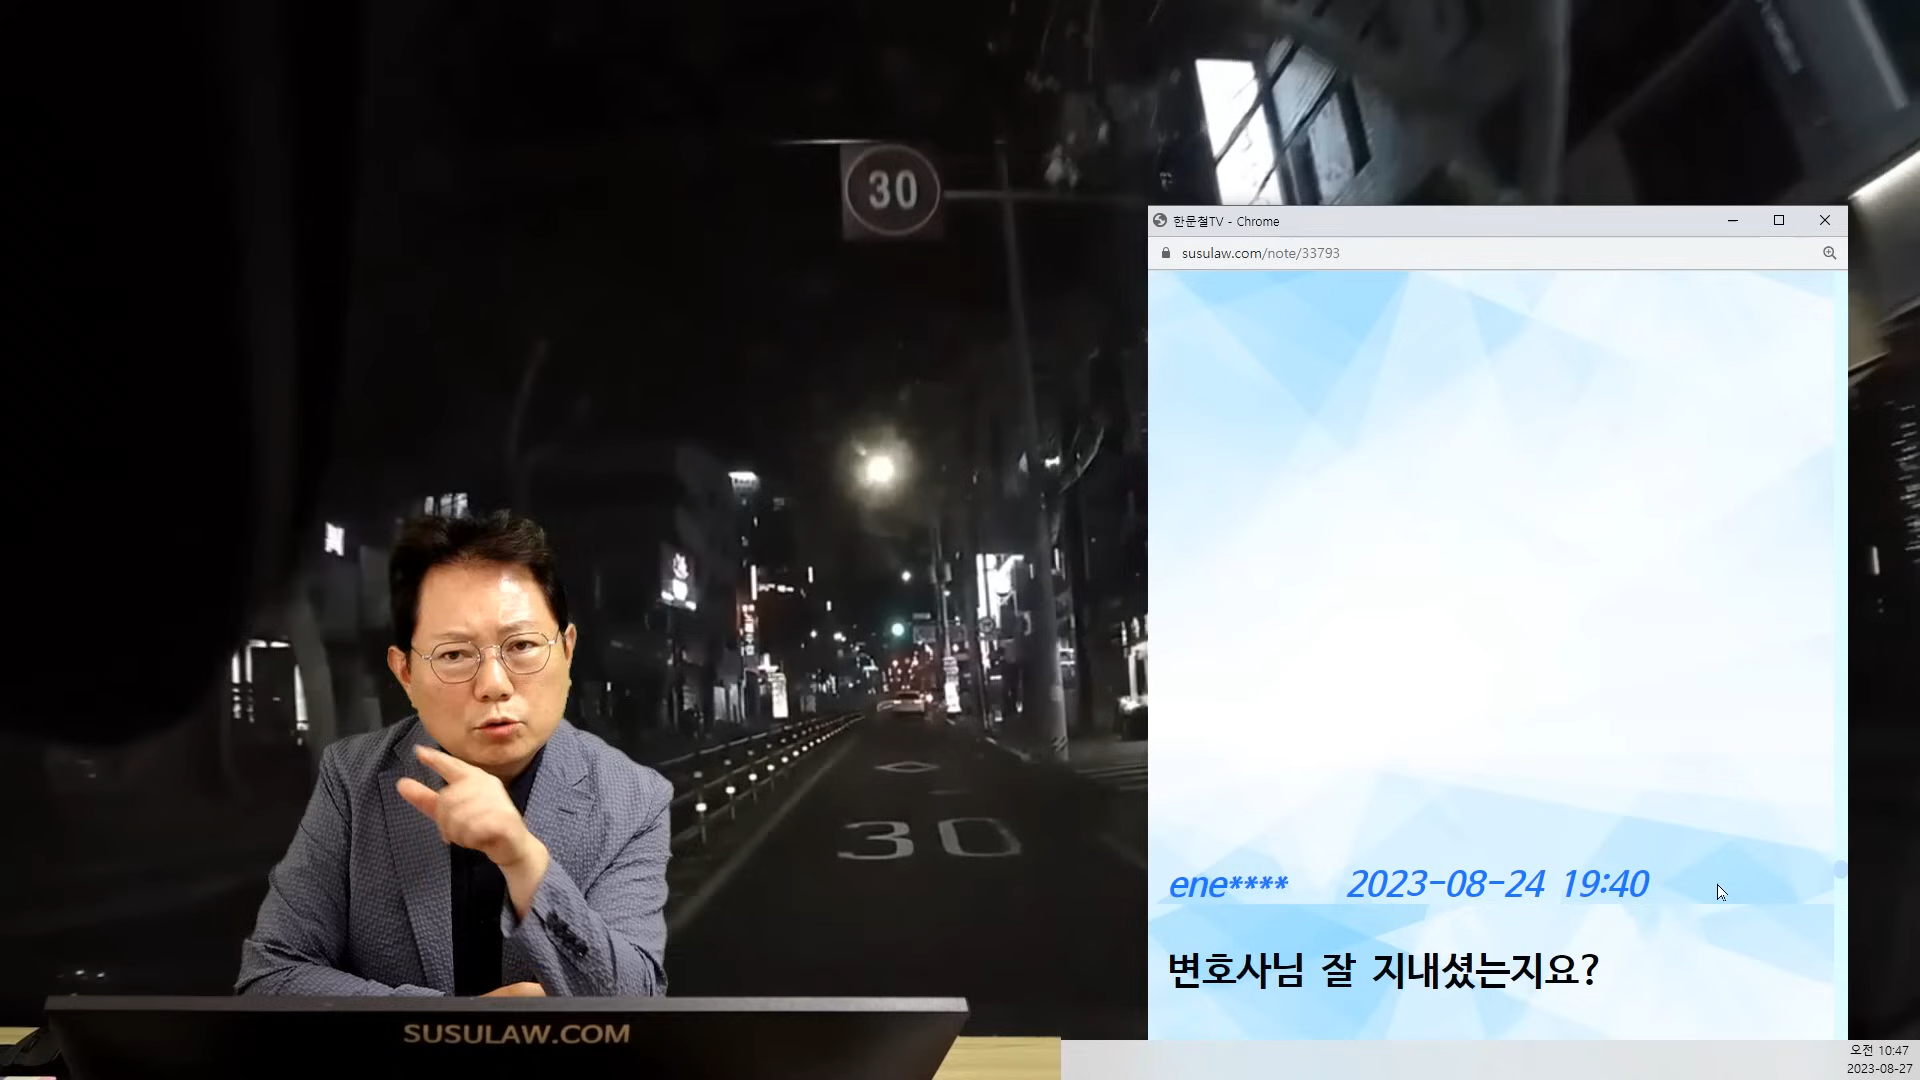 30
한문철TV - Chrome
susulaw.com/note/33793
ene**** 2023-08-24 19:40
변호사님 잘 지내셨는지요?
30
SUSULAW.COM
오전 10:47
2023-08-27